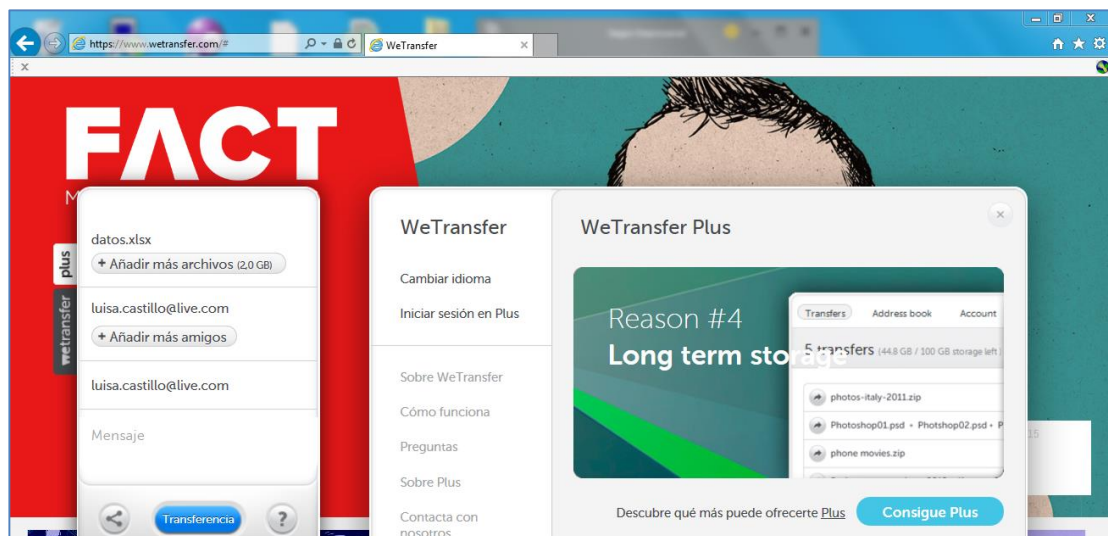 https://www.wetransfer.com/#
WeTransfer
FACT
plus
wetransfer
datos.xlsx
+ Añadir más archivos (2,0 GB)
luisa.castillo@live.com
+ Añadir más amigos
luisa.castillo@live.com
Mensaje
Transferencia
?
WeTransfer
Cambiar idioma
Iniciar sesión en Plus
Sobre WeTransfer
Cómo funciona
Preguntas
Sobre Plus
Contacta con
nosotros
WeTransfer Plus
Reason #4
Long term storage
Transfers Address book Account
5 transfers (44.8 GB / 100 GB storage left)
photos-italy-2011.zip
Photoshop01.psd • Photshop02.psd • P
phone movies.zip
Descubre qué más puede ofrecerte Plus
Consigue Plus
15